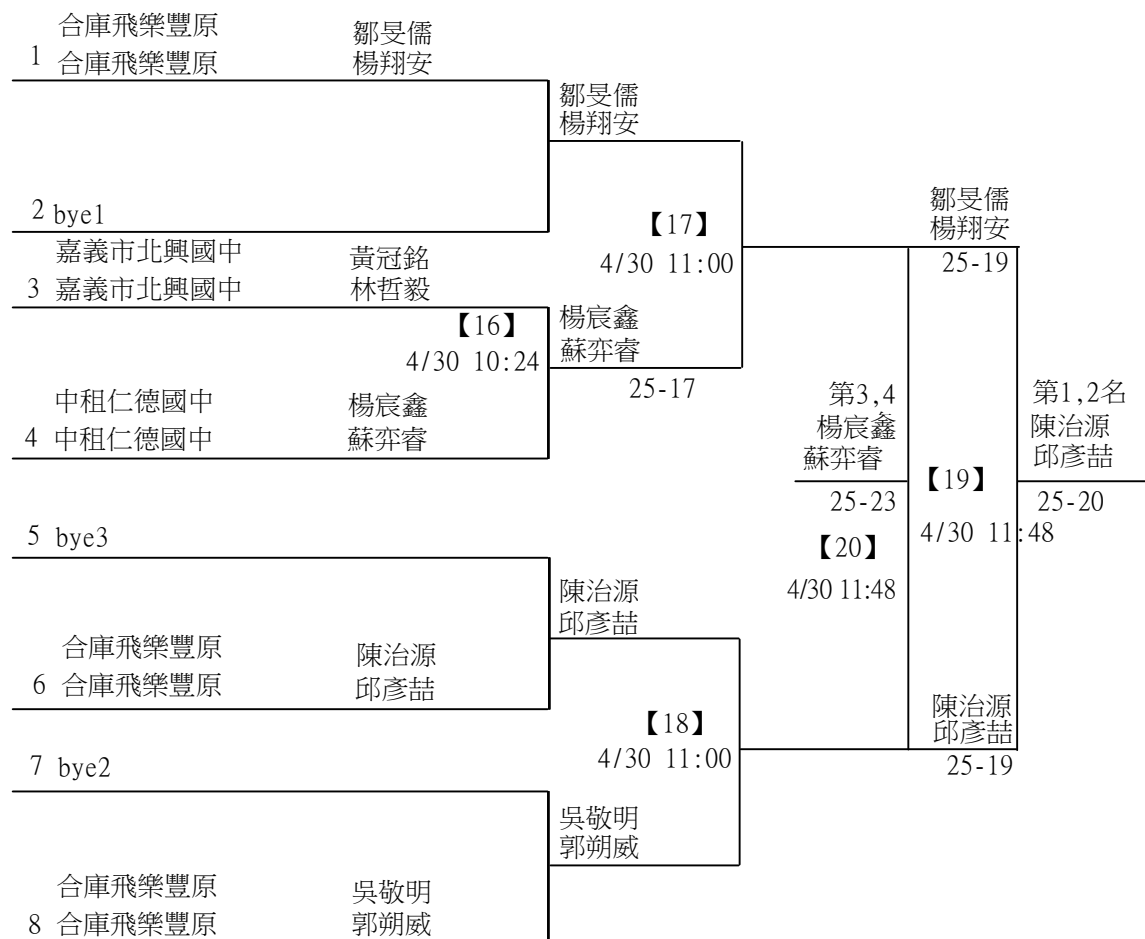 合庫飛樂豐原
鄒旻儒
1 合庫飛樂豐原
楊翔安
鄒旻儒
楊翔安
2 bye1
【17】
4/30 11:00
鄒旻儒
楊翔安
25-19
嘉義市北興國中
黃冠銘
3 嘉義市北興國中
林哲毅
【16】
4/30 10:24
楊宸鑫
蘇弈睿
25-17
中租仁德國中
楊宸鑫
4 中租仁德國中
蘇弈睿
第3,4名
楊宸鑫
蘇弈睿
25-23
【20】
4/30 11:48
【19】
4/30 11:48
第1,2名
陳治源
邱彥喆
25-20
5 bye3
陳治源
邱彥喆
合庫飛樂豐原
陳治源
6 合庫飛樂豐原
邱彥喆
【18】
4/30 11:00
陳治源
邱彥喆
25-19
7 bye2
吳敬明
郭朔威
合庫飛樂豐原
吳敬明
8 合庫飛樂豐原
郭朔威